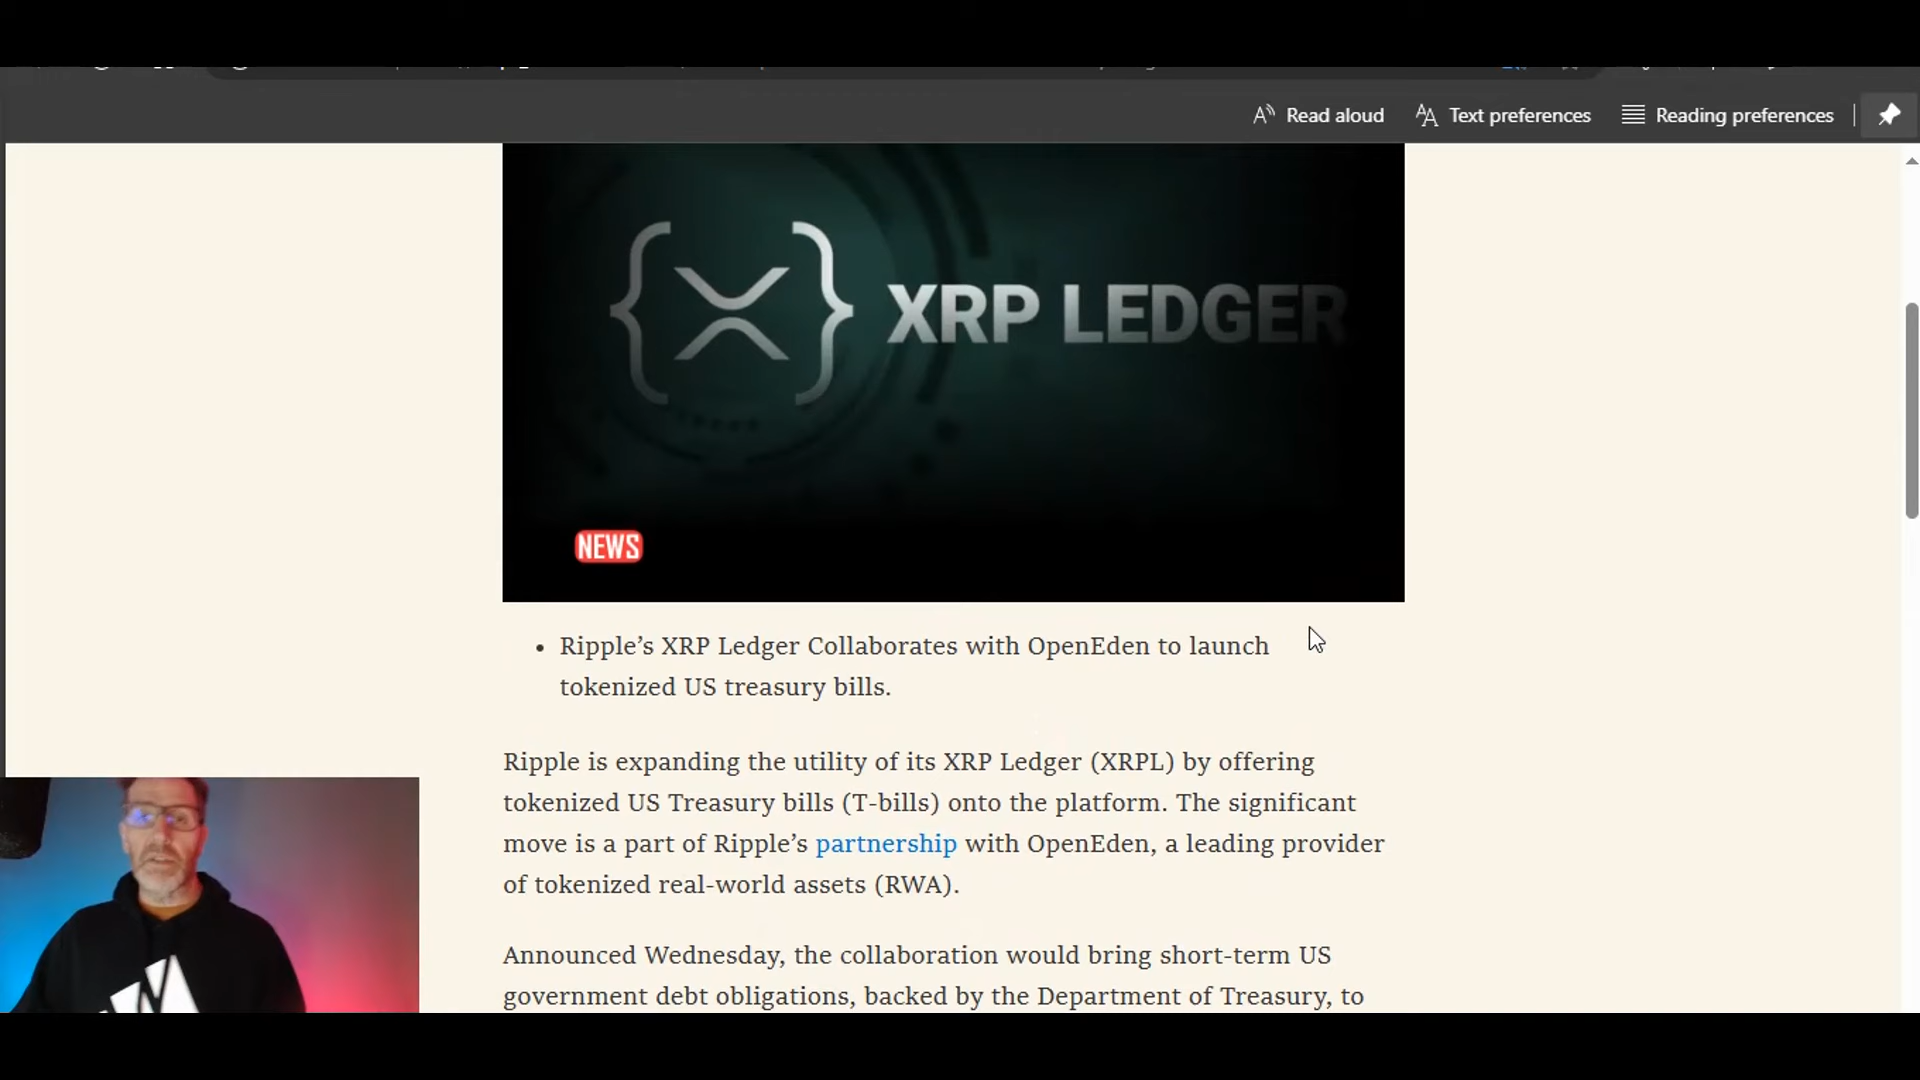 Read aloud
Text preferences
Reading preferences
XRP LEDGER
NEWS
• Ripple’s XRP Ledger Collaborates with OpenEden to launch
tokenized US treasury bills.
Ripple is expanding the utility of its XRP Ledger (XRPL) by offering
tokenized US Treasury bills (T-bills) onto the platform. The significant
move is a part of Ripple’s partnership with OpenEden, a leading provider
of tokenized real-world assets (RWA).
Announced Wednesday, the collaboration would bring short-term US
government debt obligations, backed by the Department of Treasury, to